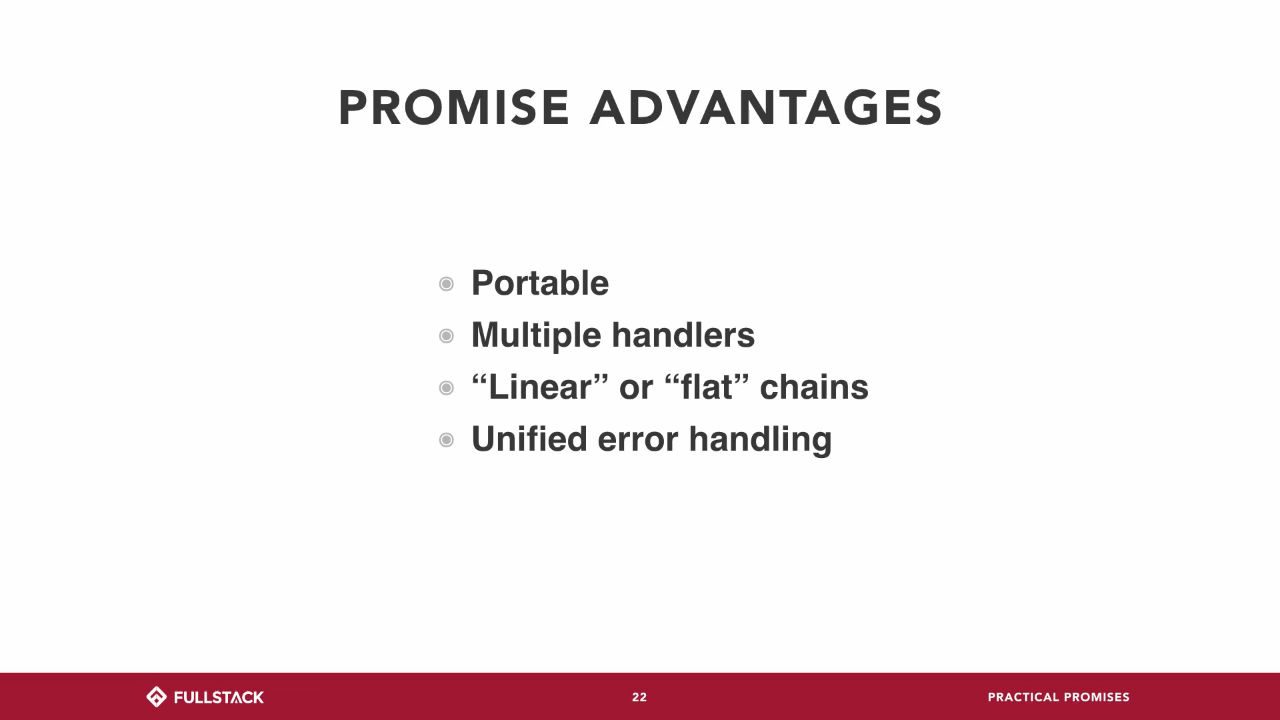 PROMISE ADVANTAGES
Portable
Multiple handlers
“Linear” or “flat” chains
Unified error handling
FULLSTACK
22
PRACTICAL PROMISES